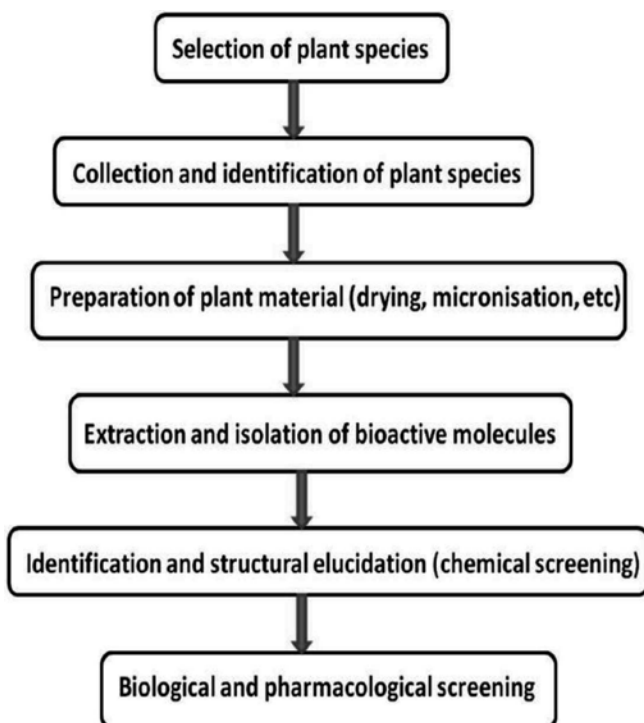 Selection of plant species
Collection and identification of plant species
Preparation of plant material (drying, micronisation, etc)
Extraction and isolation of bioactive molecules
Identification and structural elucidation (chemical screening)
Biological and pharmacological screening